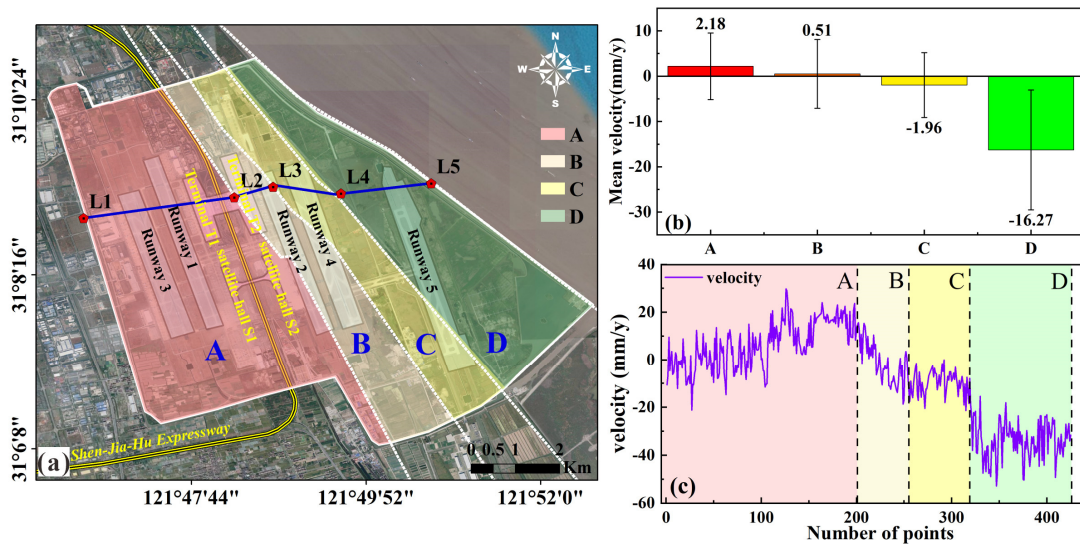 N
W E
S
A
B
C
D
L1
L2
L3
L4
L5
Runway 3
Runway 1
Terminal T1 satellite hall S1
satellite hall S2
Runway 2
Runway 4
Runway 5
A
B
C
D
Shen-Jia-Hu Expressway
(a)
0 0.5 1 2
Km
31°10'24"
31°8'16"
31°6'8"
121°47'44"
121°49'52"
121°52'0"
(b)
Mean velocity(mm/y)
10
0
-10
-20
-30
2.18
0.51
-1.96
-16.27
A B C D
(c)
velocity
velocity (mm/y)
40
20
0
-20
-40
-60
A B C D
0 100 200 300 400
Number of points